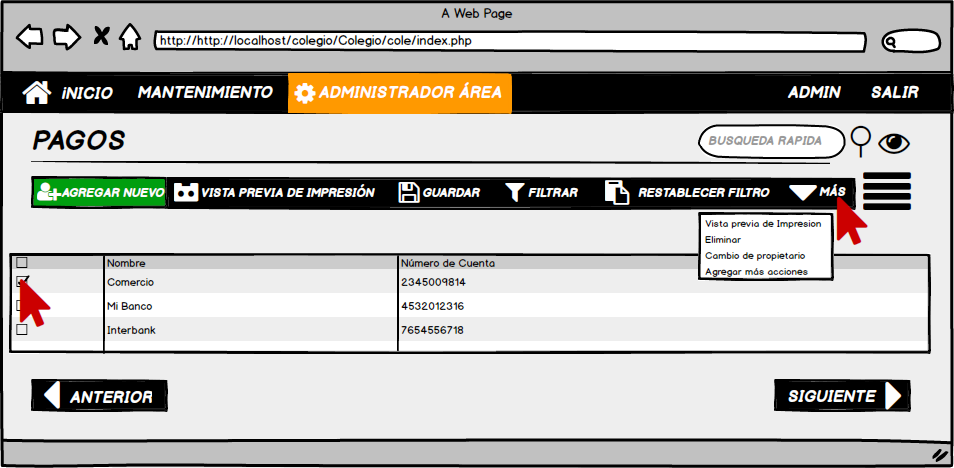 A Web Page
http://http://localhost/colegio/Colegio/cole/index.php
iNICIO MANTENIMIENTO ADMINISTRADOR ÁREA ADMIN SALIR
PAGOS BUSQUEDA RAPIDA
AGREGAR NUEVO VISTA PREVIA DE IMPRESIÓN GUARDAR FILTRAR RESTABLECER FILTRO MÁS
Vista previa de Impresion
Eliminar
Cambio de propietario
Agregar más acciones
Nombre Número de Cuenta
Comercio 2345009814
Mi Banco 4532012316
Interbank 7654556718
ANTERIOR SIGUIENTE